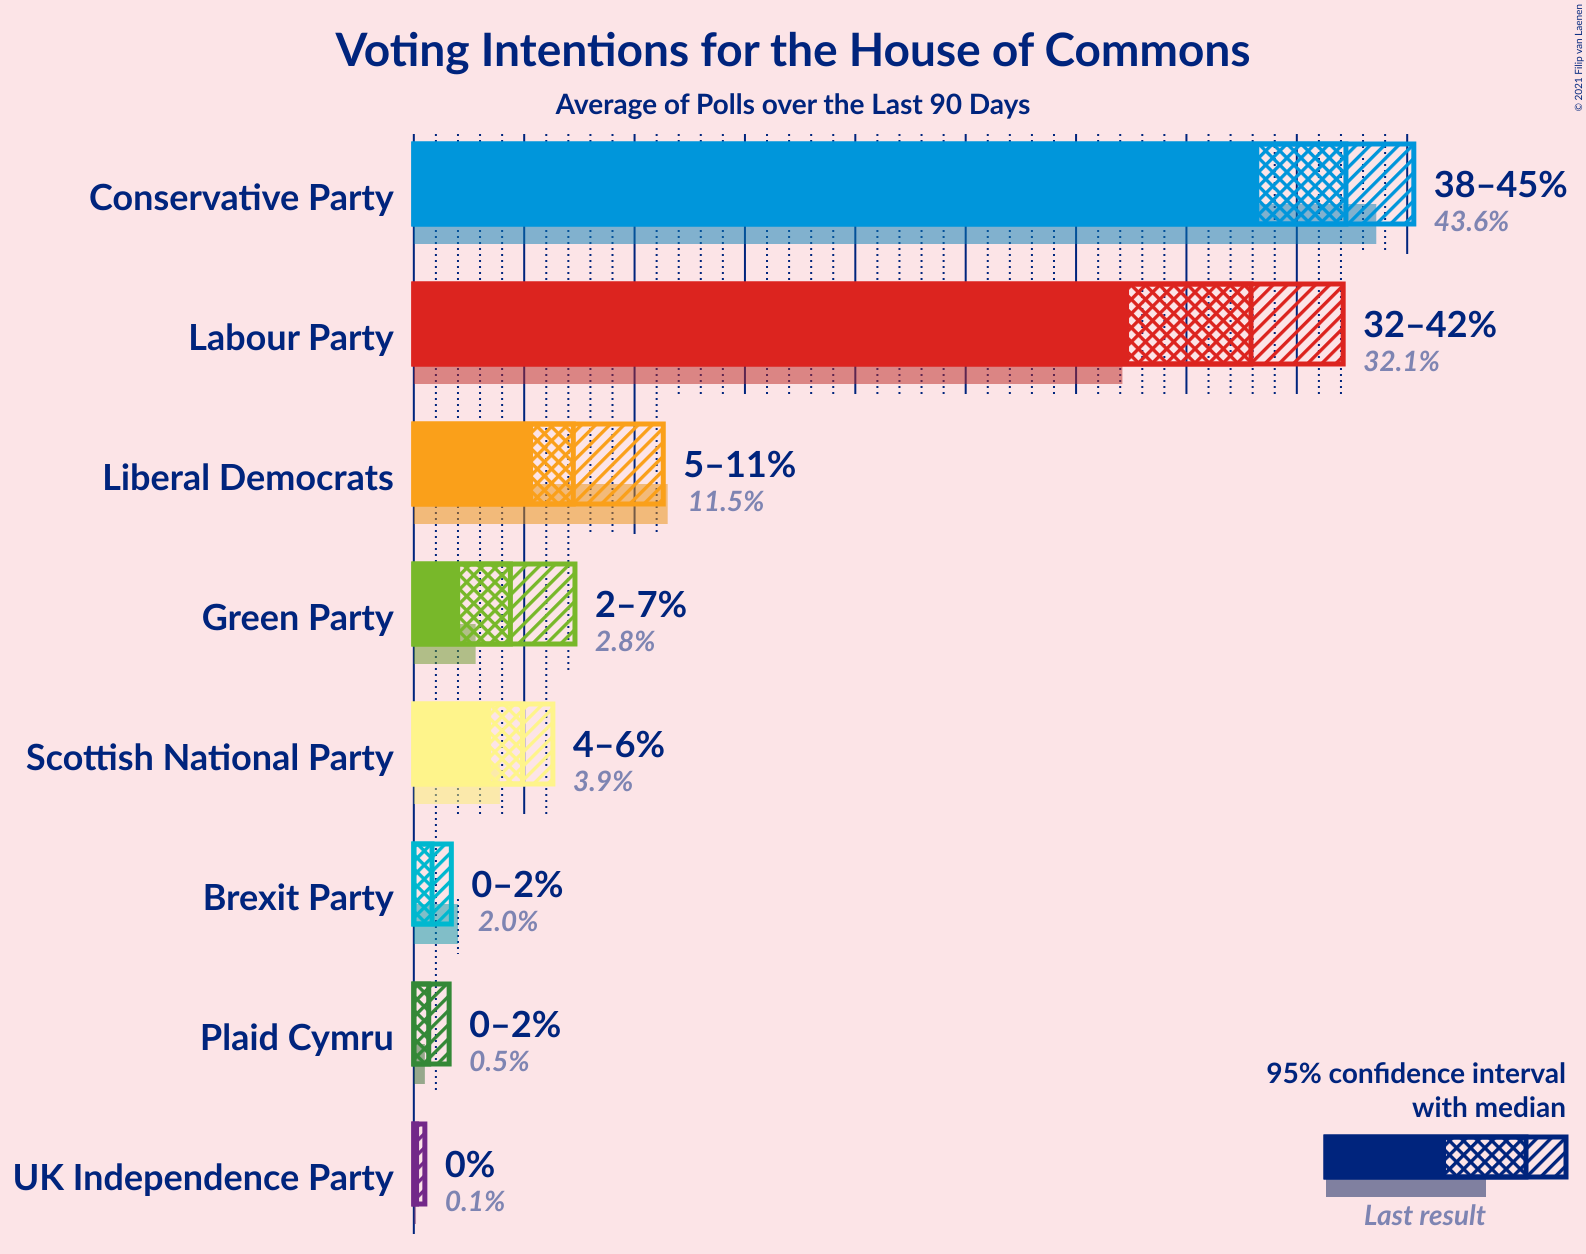 Voting Intentions for the House of Commons
Average of Polls over the Last 90 Days
© 2021 Filip van Laenen
Conservative Party
38–45%
43.6%
Labour Party
32–42%
32.1%
Liberal Democrats
5–11%
11.5%
Green Party
2–7%
2.8%
Scottish National Party
4–6%
3.9%
Brexit Party
0–2%
2.0%
Plaid Cymru
0–2%
0.5%
UK Independence Party
0%
0.1%
95% confidence interval
with median
Last result